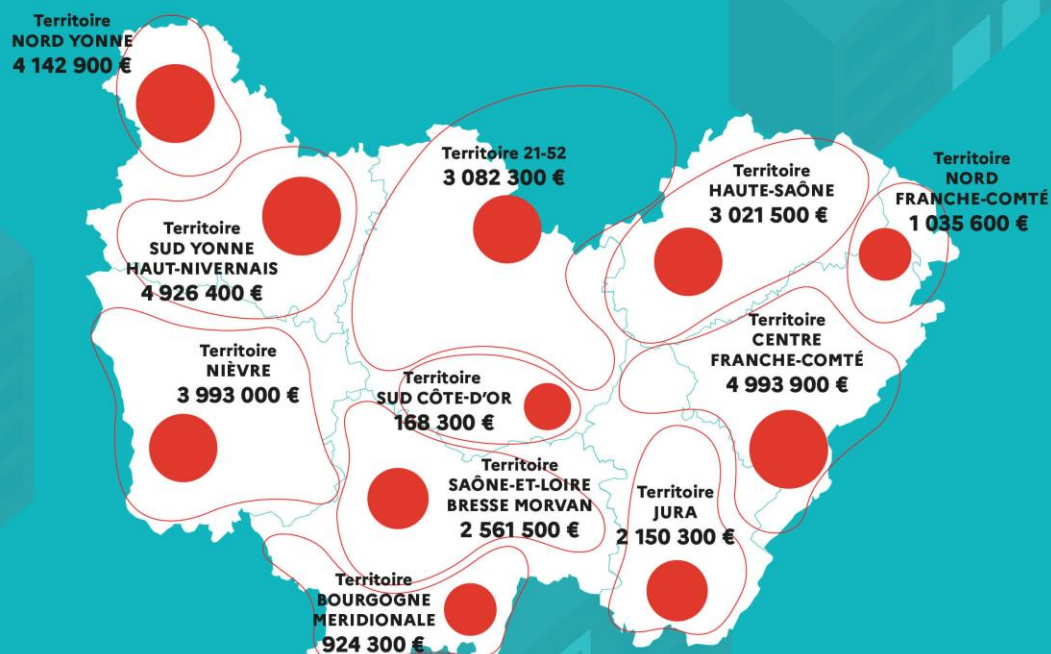 Territoire
NORD YONNE
4 142 900 €
Territoire 21-52
3 082 300 €
Territoire
HAUTE-SAÔNE
3 021 500 €
Territoire
NORD
FRANCHE-COMTÉ
1 035 600 €
Territoire
SUD YONNE
HAUT-NIVERNAIS
4 926 400 €
Territoire
NIÈVRE
3 993 000 €
Territoire
SUD CÔTE-D'OR
168 300 €
Territoire
CENTRE
FRANCHE-COMTÉ
4 993 900 €
Territoire
SAÔNE-ET-LOIRE
BRESSE MORVAN
2 561 500 €
Territoire
JURA
2 150 300 €
Territoire
BOURGOGNE
MERIDIONALE
924 300 €